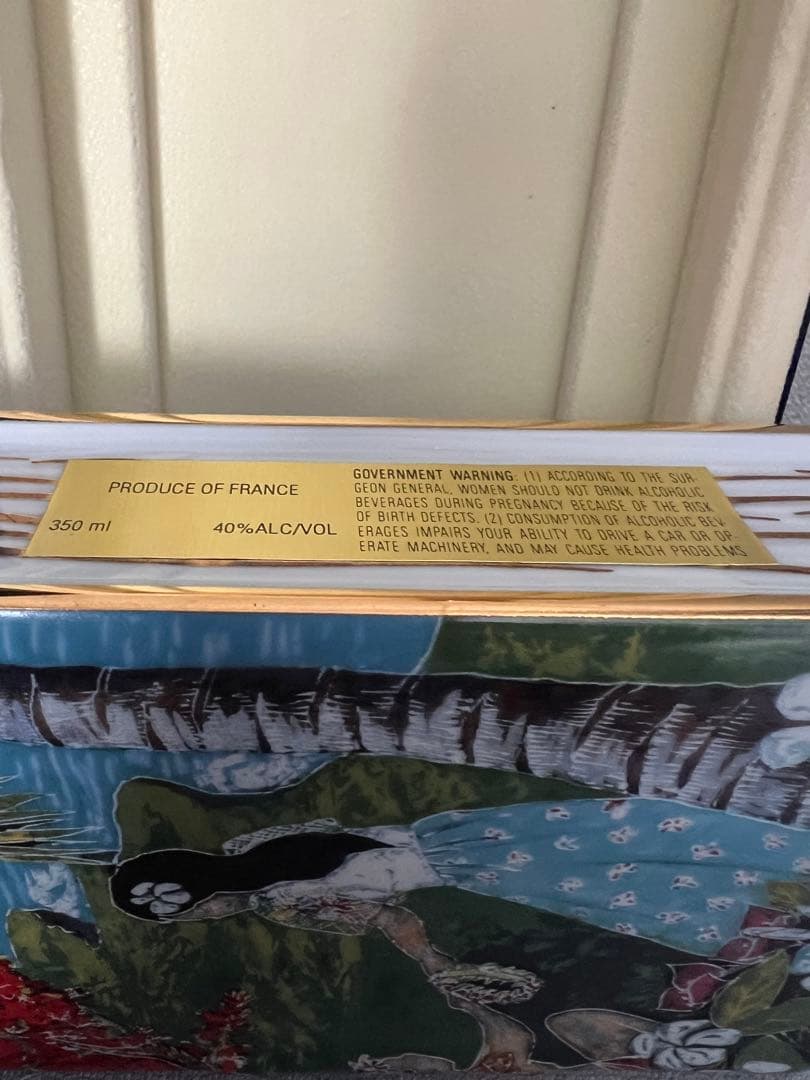 PRODUCE OF FRANCE
350 ml 40%ALC/VOL
GOVERNMENT WARNING: (1) ACCORDING TO THE SUR-
GEON GENERAL, WOMEN SHOULD NOT DRINK ALCOHOLIC
BEVERAGES DURING PREGNANCY BECAUSE OF THE RISK
OF BIRTH DEFECTS. (2) CONSUMPTION OF ALCOHOLIC BEV-
ERAGES IMPAIRS YOUR ABILITY TO DRIVE A CAR OR OP-
ERATE MACHINERY, AND MAY CAUSE HEALTH PROBLEMS